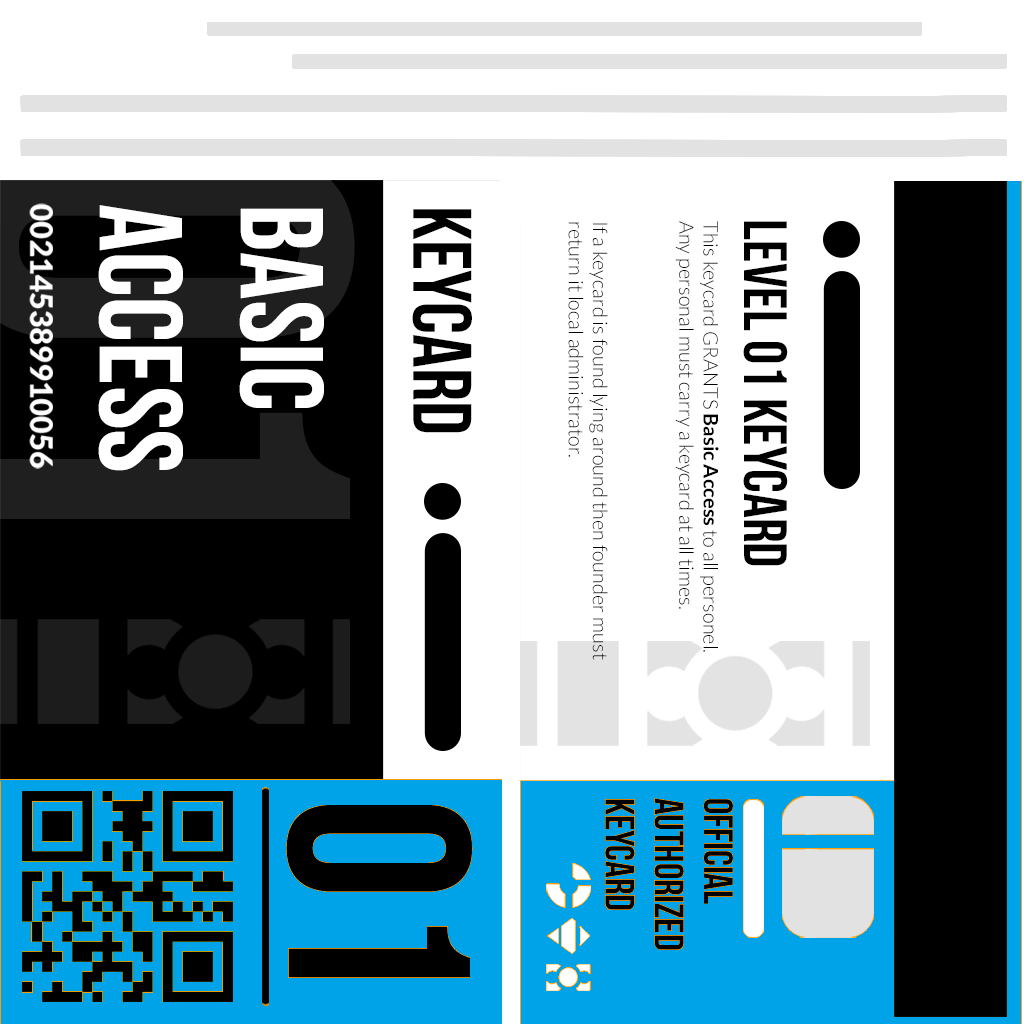 KEYCARD
BASIC
ACCESS
002145389910056
01
LEVEL 01 KEYCARD
This keycard GRANTS Basic Access to all personel.
Any personal must carry a keycard at all times.
If a keycard is found lying around then founder must
return it local administrator.
OFFICIAL
AUTHORIZED
KEYCARD